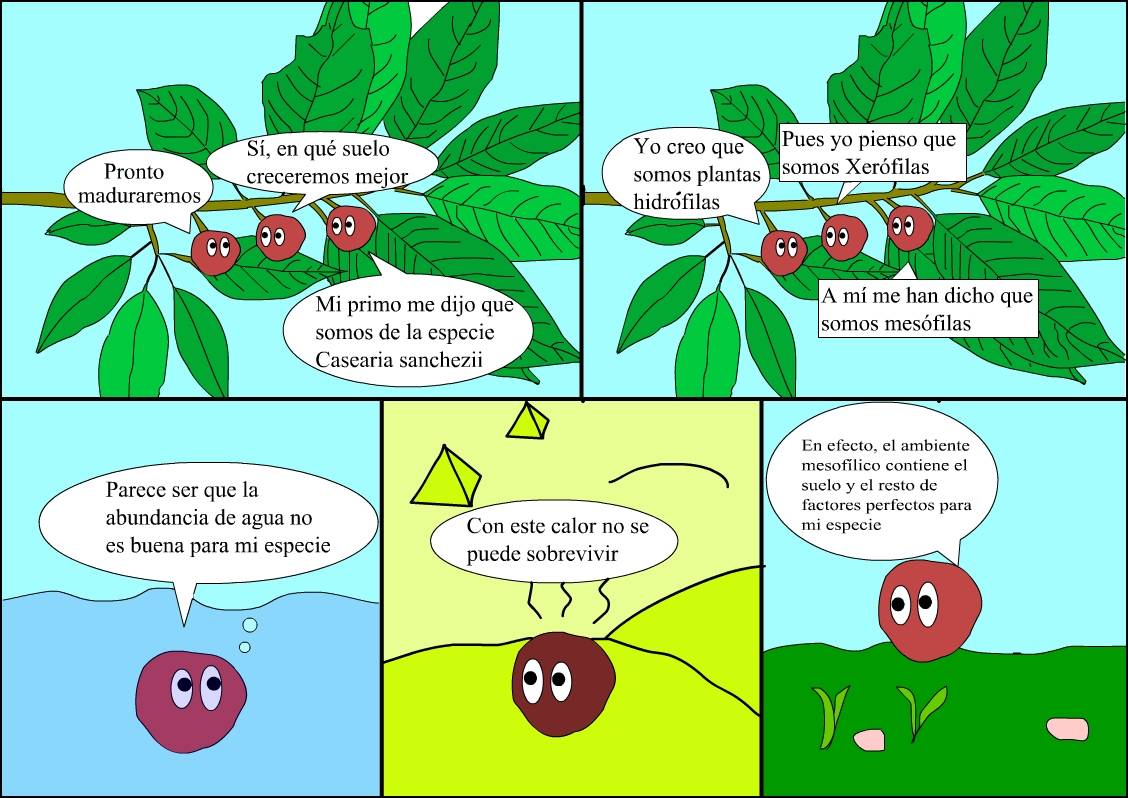 Pronto
maduraremos
Sí, en qué suelo
creceremos mejor
Mi primo me dijo que
somos de la especie
Casearia sanchezii
Yo creo que
somos plantas
hidrófilas
Pues yo pienso que
somos Xerófilas
A mí me han dicho que
somos mesófilas
Parece ser que la
abundancia de agua no
es buena para mi especie
Con este calor no se
puede sobrevivir
En efecto, el ambiente
mesofílico contiene el
suelo y el resto de
factores perfectos para
mi especie